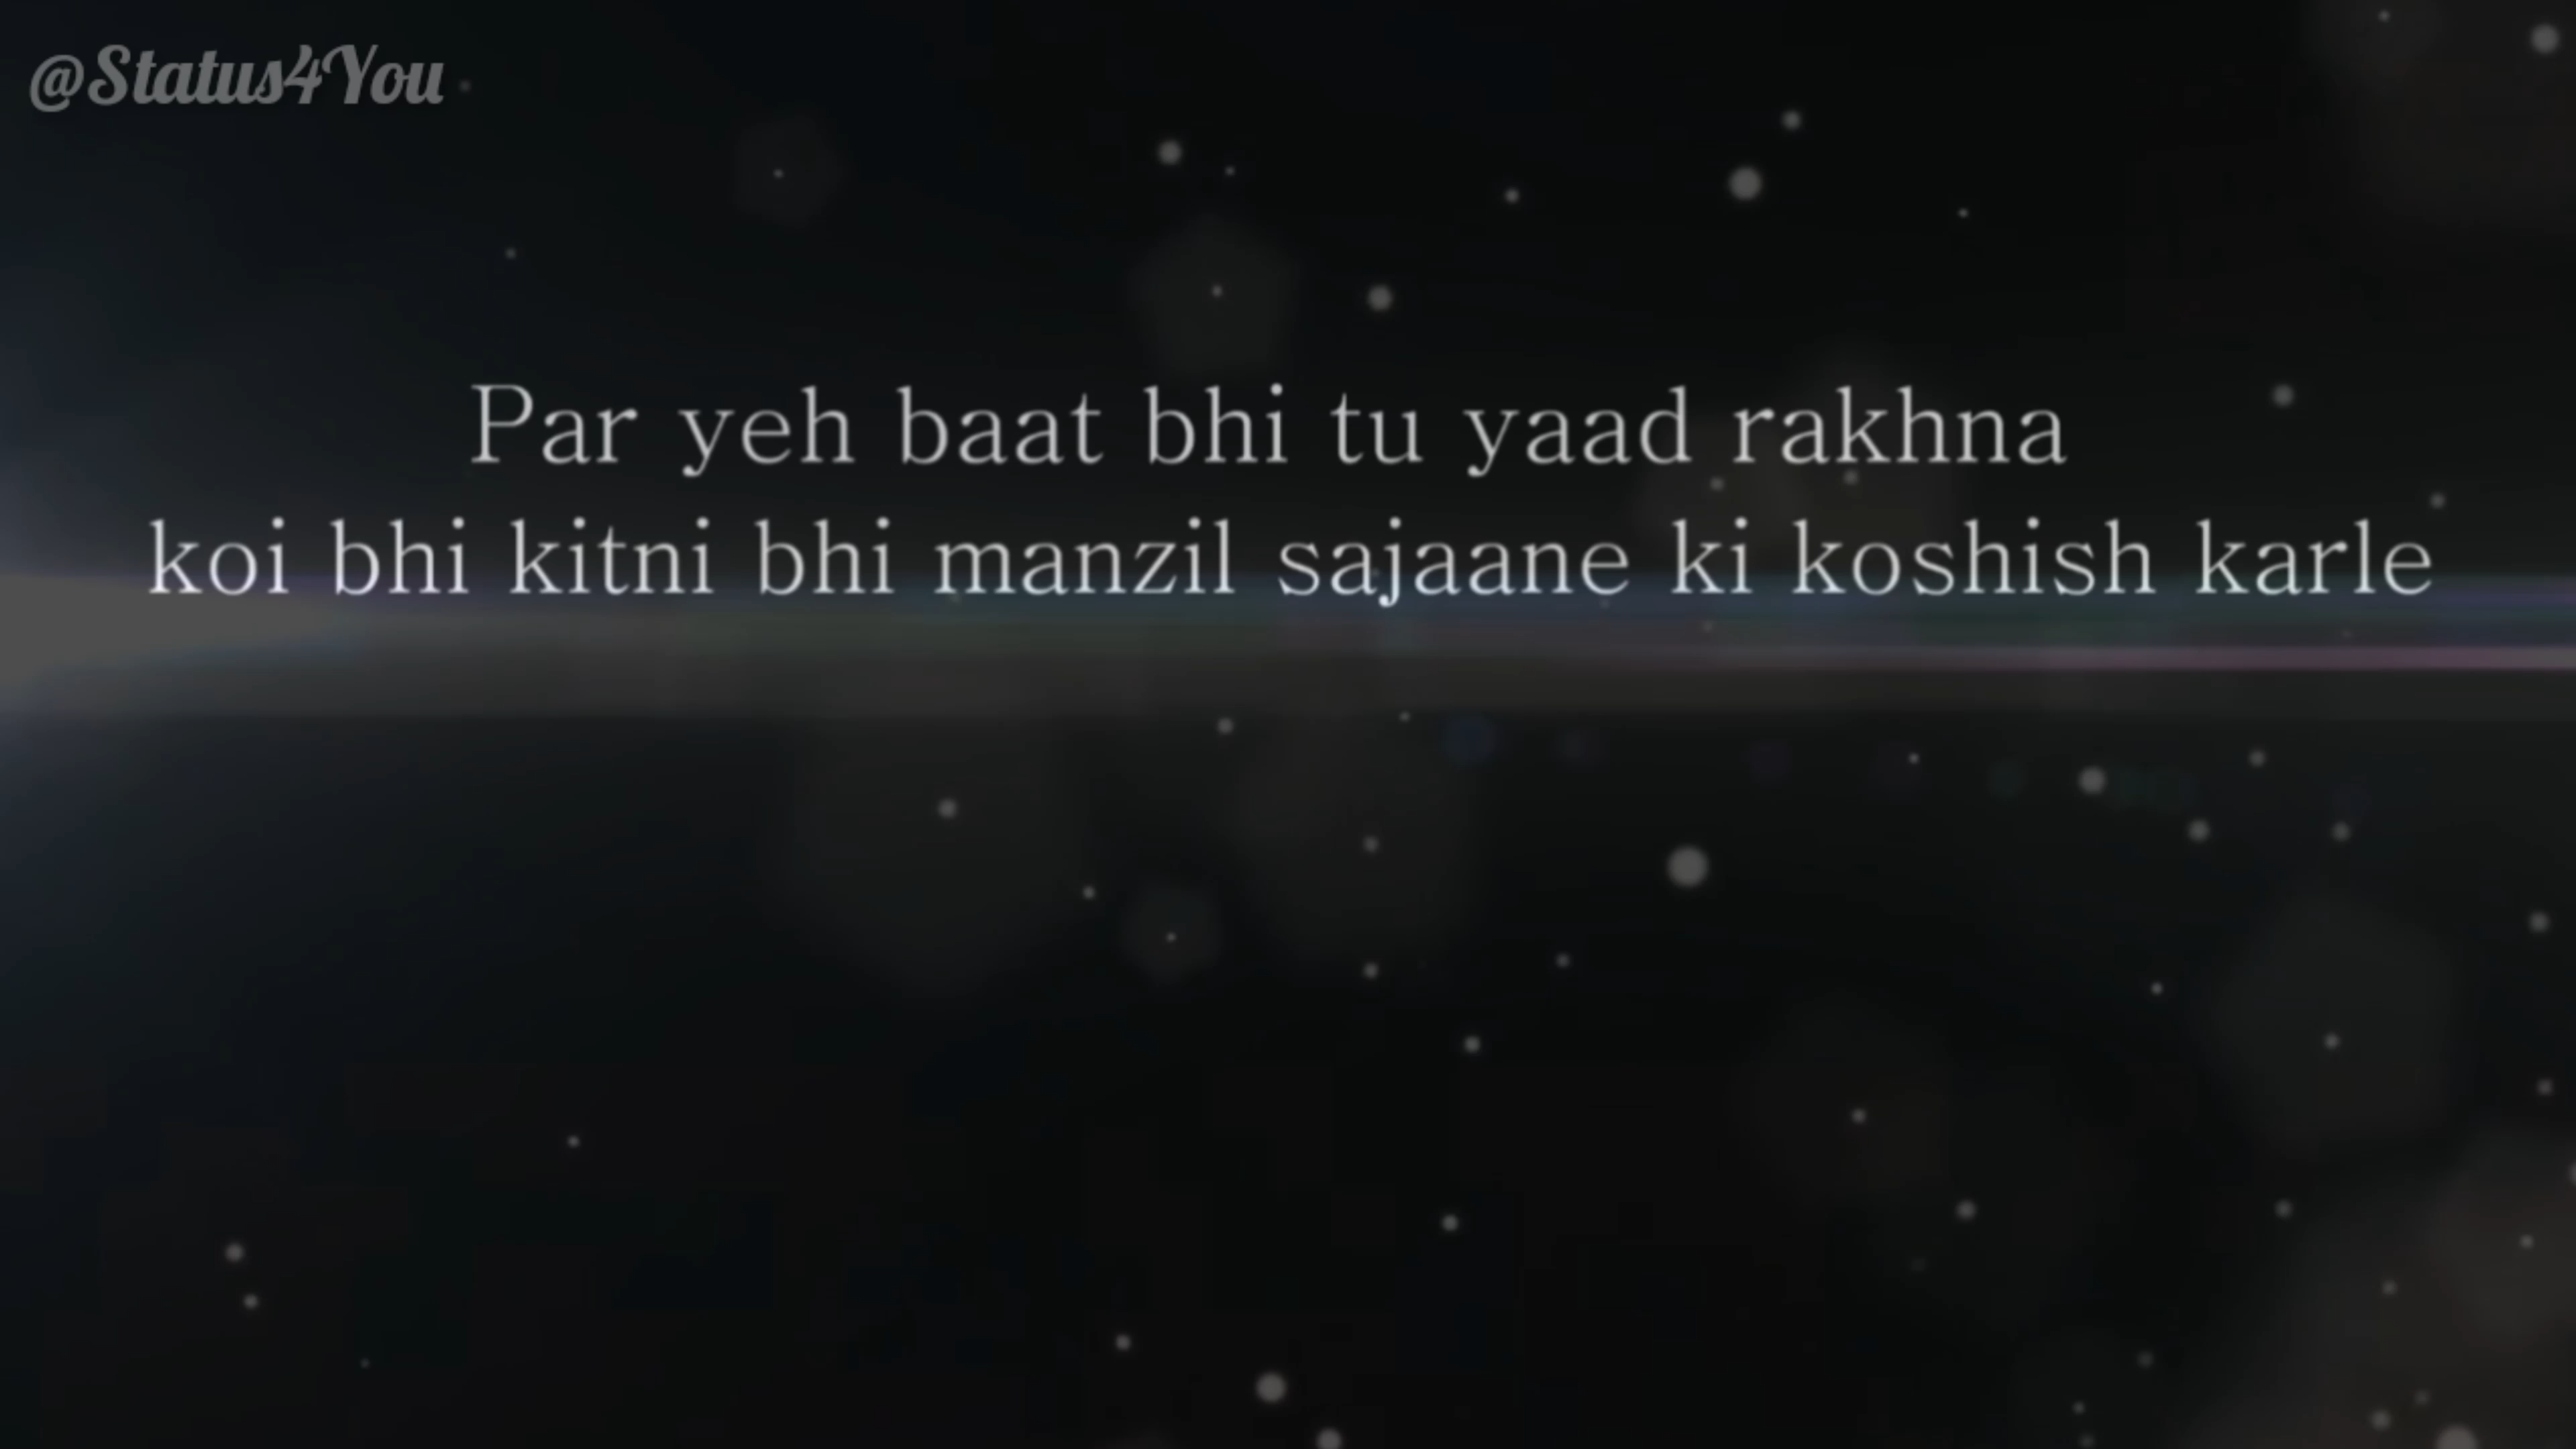 @Status4You
Par yeh baat bhi tu yaad rakhna
koi bhi kitni bhi manzil sajaane ki koshish karle